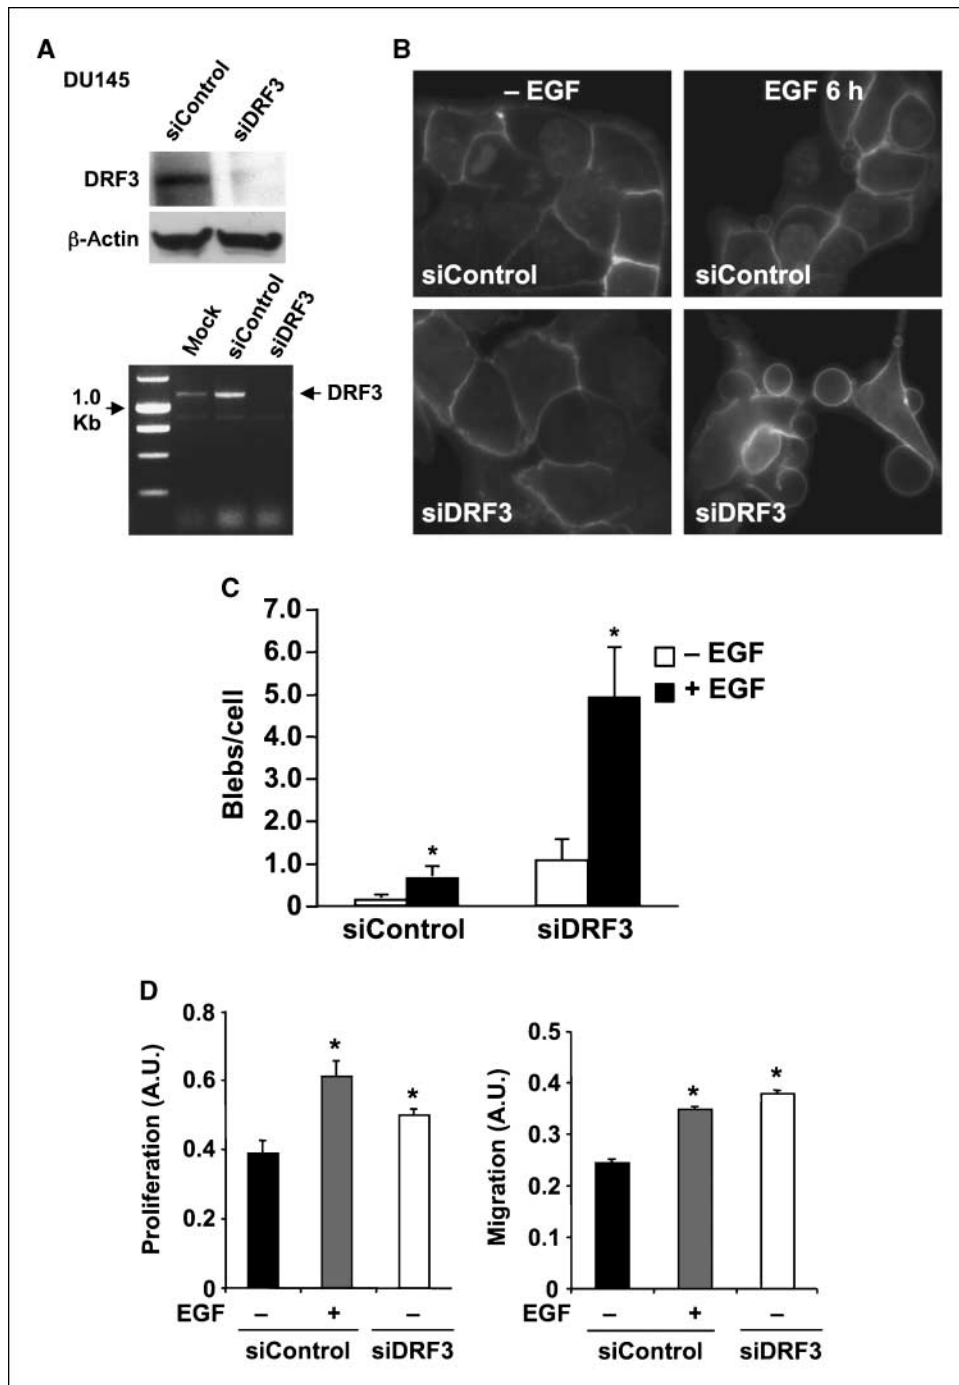 A
DU145
siControl
siDRF3
DRF3
β-Actin
Mock
siControl
siDRF3
1.0
Kb
DRF3
B
– EGF
EGF 6 h
siControl
siControl
siDRF3
siDRF3
C
7.0
6.0
5.0
4.0
3.0
2.0
1.0
0
Blebs/cell
*
*
– EGF
+ EGF
siControl
siDRF3
D
0.8
0.6
0.4
0.2
0
Proliferation (A.U.)
*
*
EGF – + –
siControl siDRF3
0.5
0.4
0.3
0.2
0.1
0
Migration (A.U.)
*
*
EGF – + –
siControl siDRF3